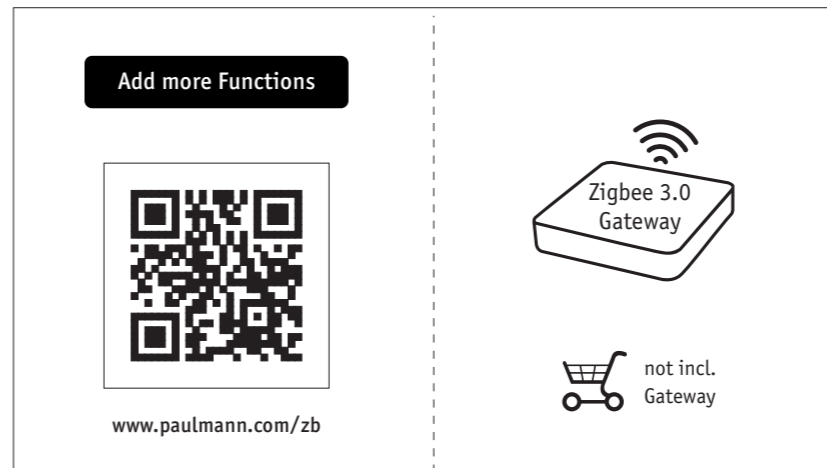 Add more Functions
www.paulmann.com/zb
Zigbee 3.0
Gateway
not incl.
Gateway